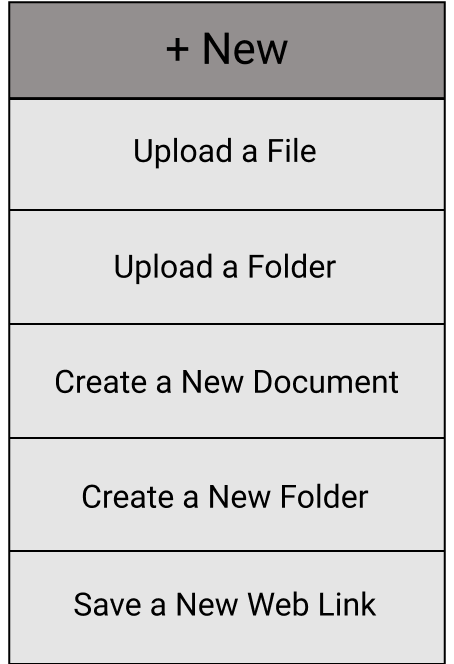 + New
Upload a File
Upload a Folder
Create a New Document
Create a New Folder
Save a New Web Link